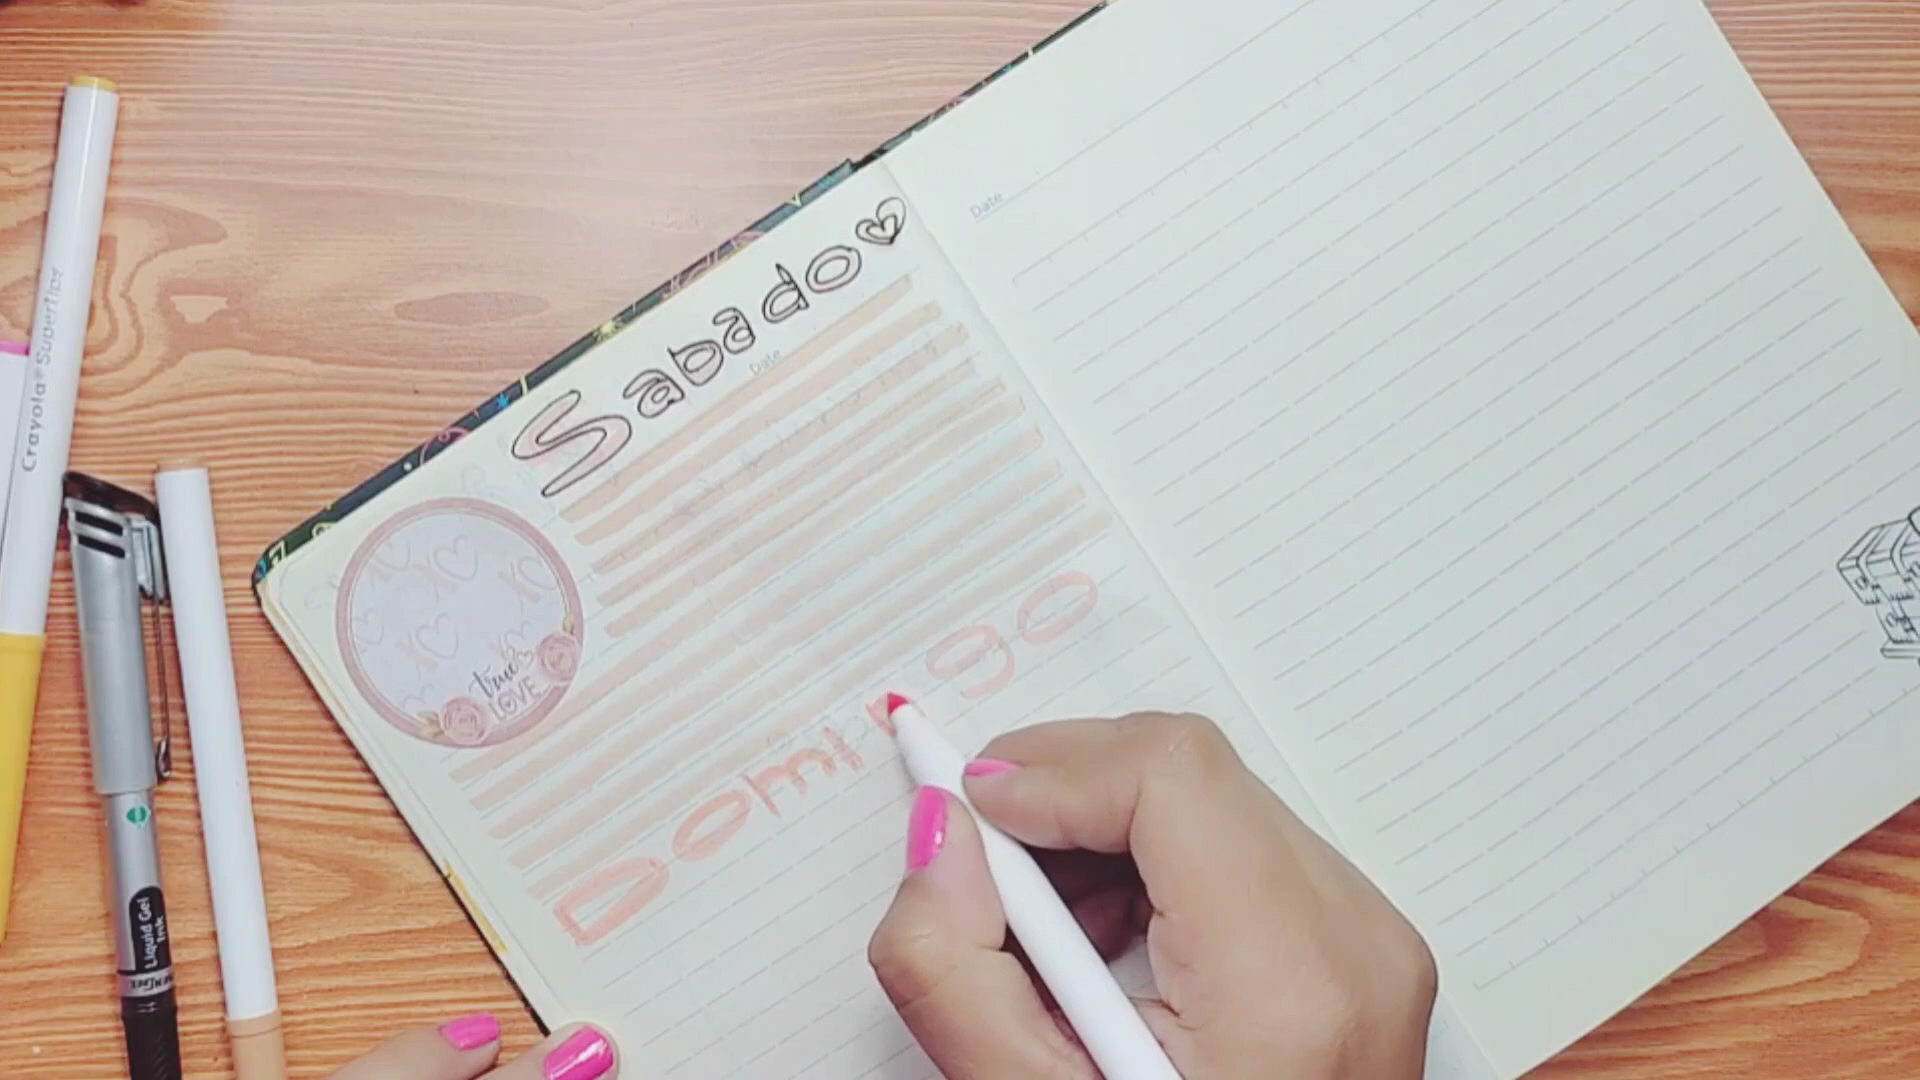 Sabado
Date
Date
true
LOVE
Domingo
Crayola SuperTips
Liquid Gel
Ink